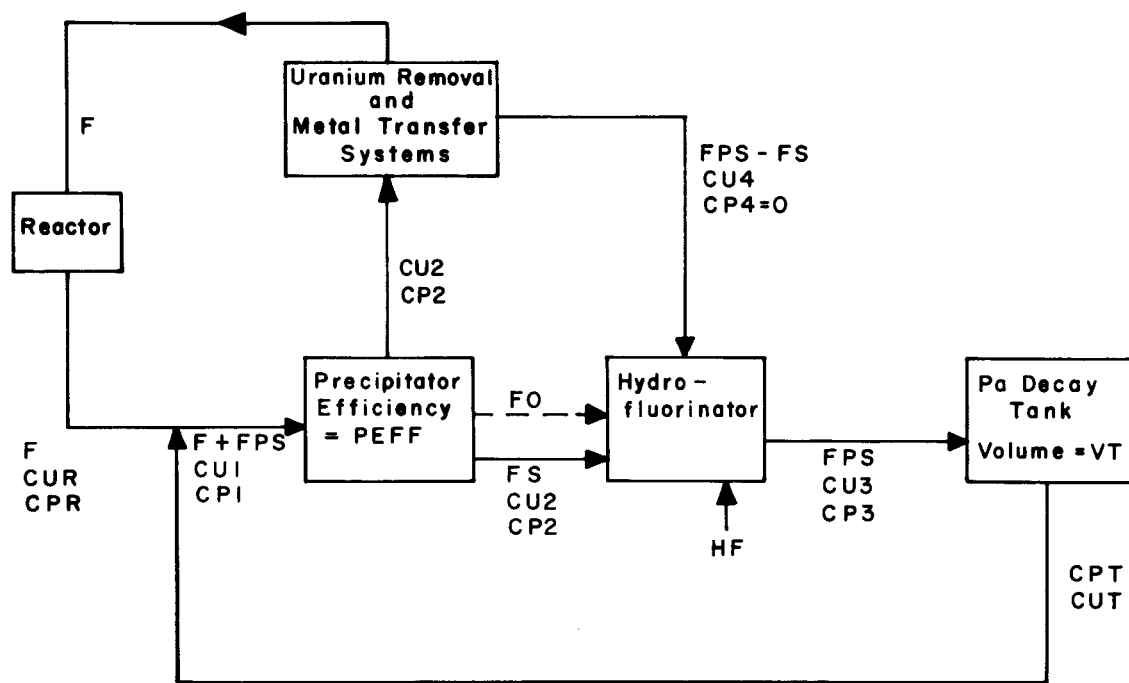 Uranium Removal
and
Metal Transfer
Systems
F
FPS - FS
CU4
CP4=0
Reactor
CU2
CP2
Precipitator
Efficiency
= PEFF
FO
Hydro-
fluorinator
Pa Decay
Tank
Volume = VT
F
CUR
CPR
F + FPS
CU1
CP1
FS
CU2
CP2
FPS
CU3
CP3
HF
CPT
CUT